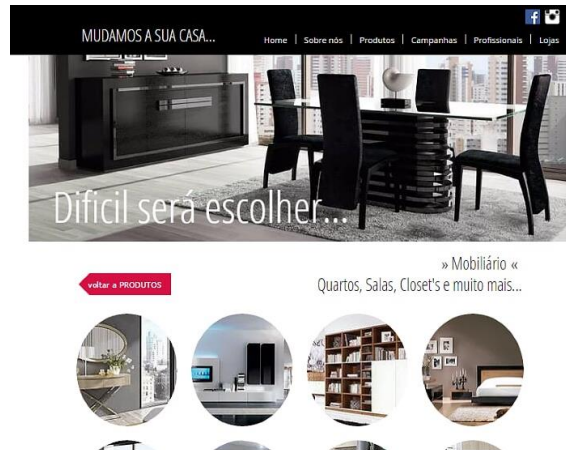 MUDAMOS A SUA CASA...
Home | Sobre nós | Produtos | Campanhas | Profissionais | Lojas
Dificil será escolher...
» Mobiliário «
voltar a PRODUTOS
Quartos, Salas, Closet's e muito mais...